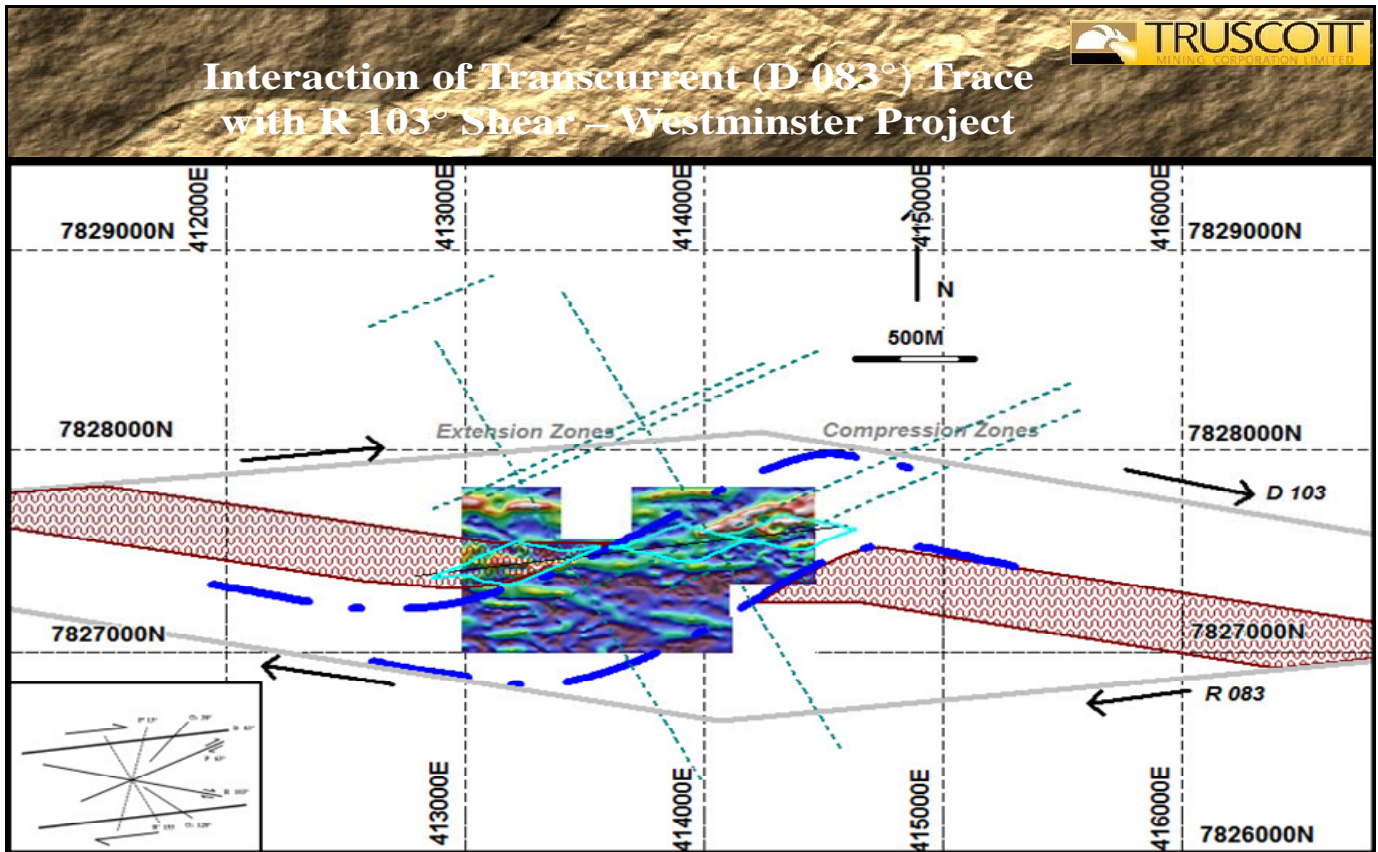 TRUSCOTT
MINING CORPORATION LIMITED
Interaction of Transcurrent (D 083°) Trace
with R 103° Shear – Westminster Project
412000E
413000E
414000E
415000E
416000E
7829000N
7829000N
N
500M
7828000N
Extension Zones
Compression Zones
7828000N
D 103
7827000N
7827000N
R 083
413000E
414000E
415000E
416000E
7826000N
R 103°